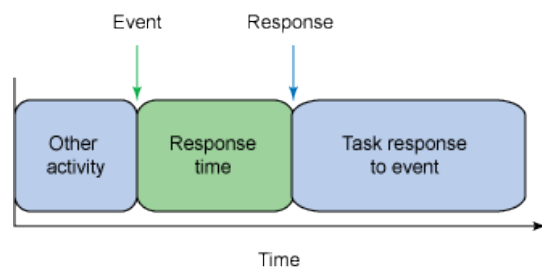 Event
Response
Other
activity
Response
time
Task response
to event
Time